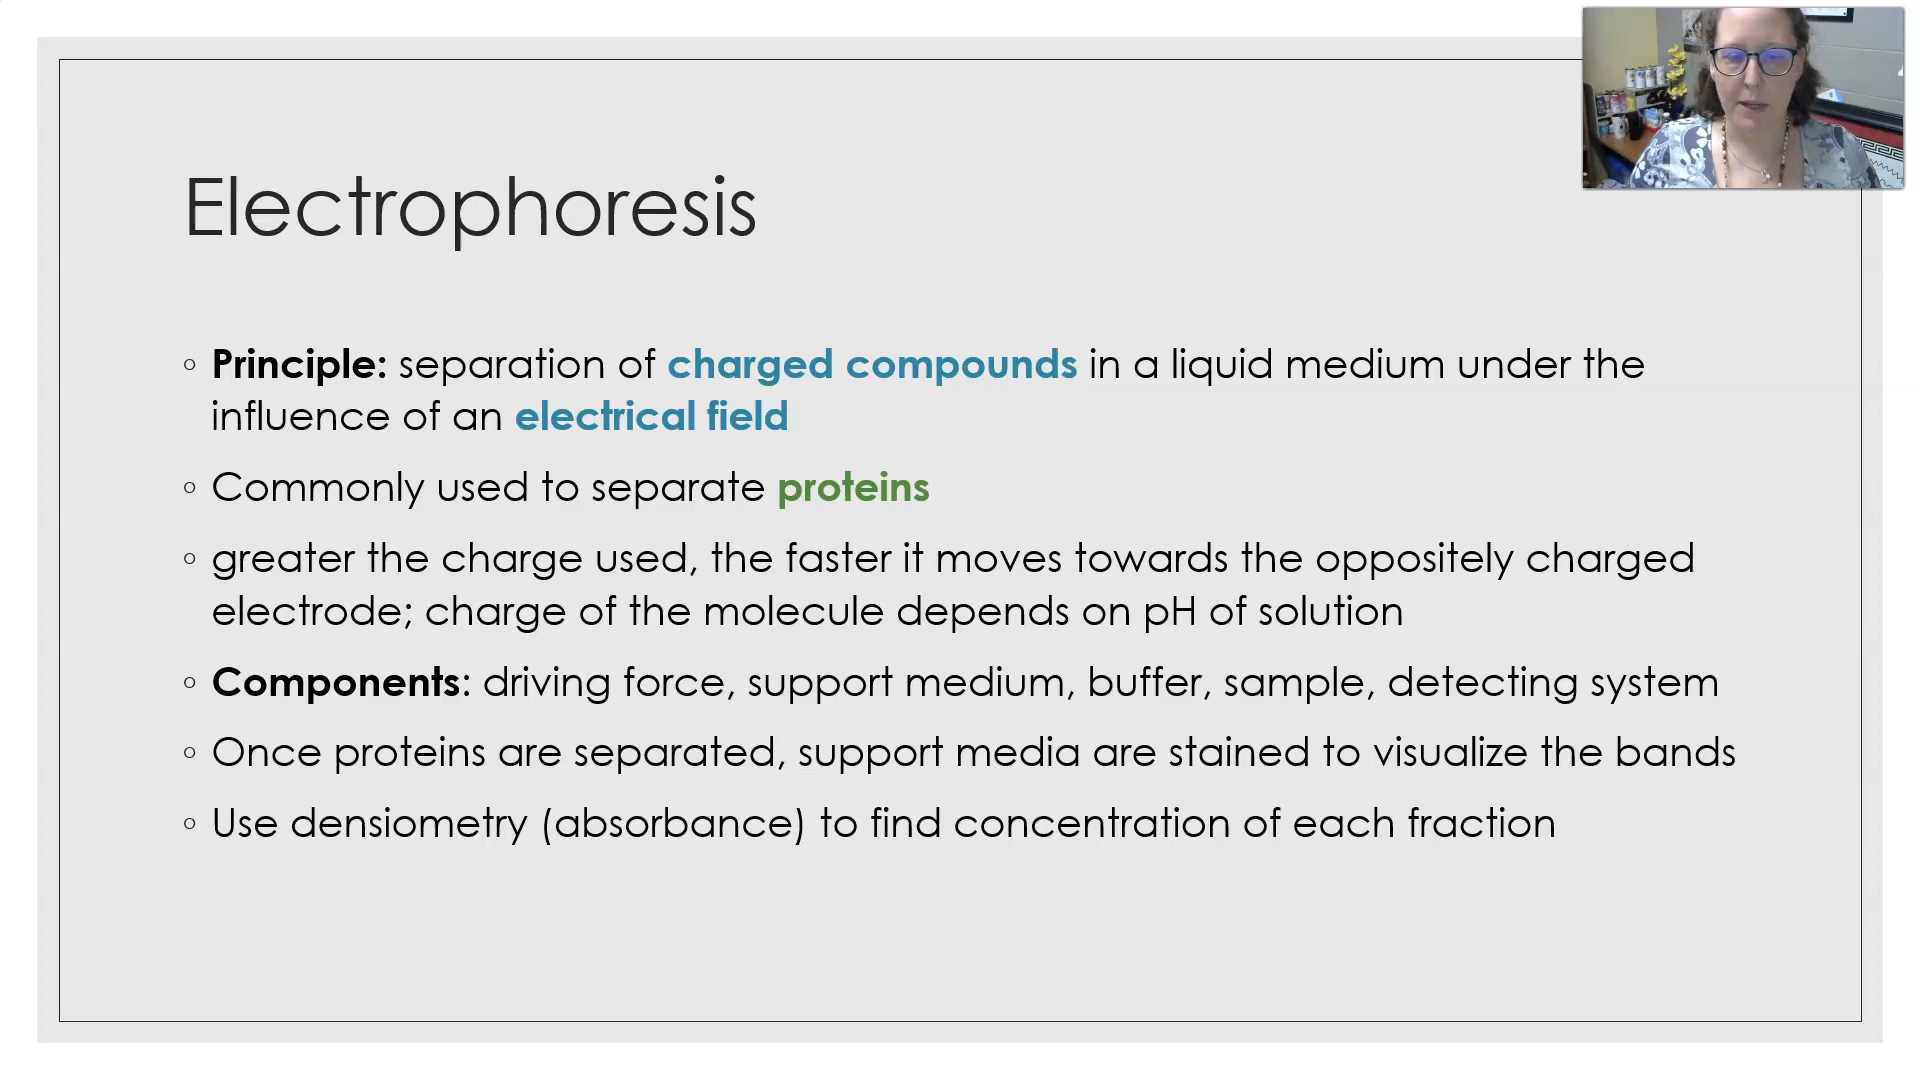 Electrophoresis
◦ Principle: separation of charged compounds in a liquid medium under the
influence of an electrical field
◦ Commonly used to separate proteins
◦ greater the charge used, the faster it moves towards the oppositely charged
electrode; charge of the molecule depends on pH of solution
◦ Components: driving force, support medium, buffer, sample, detecting system
◦ Once proteins are separated, support media are stained to visualize the bands
◦ Use densiometry (absorbance) to find concentration of each fraction